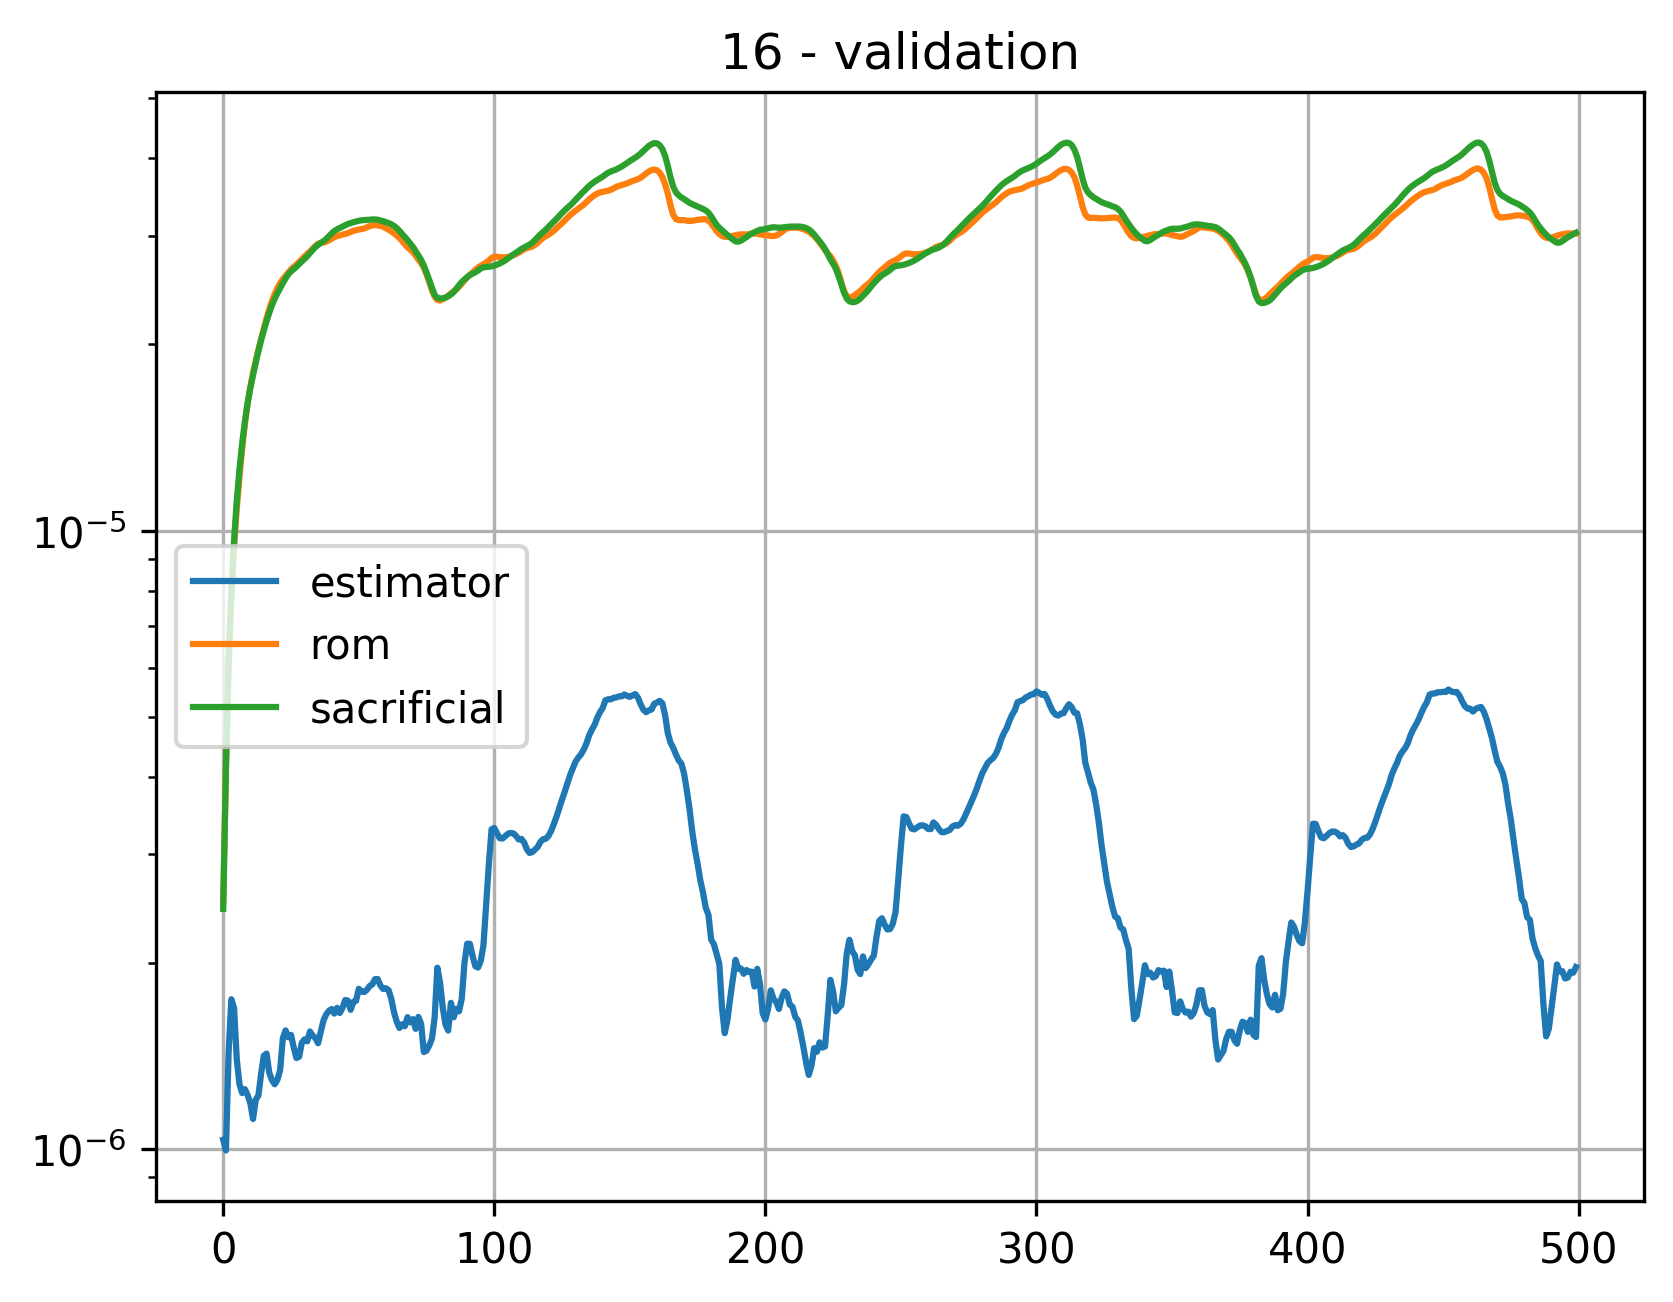 16 - validation
10⁻⁵
estimator
rom
sacrificial
10⁻⁶
0 100 200 300 400 500